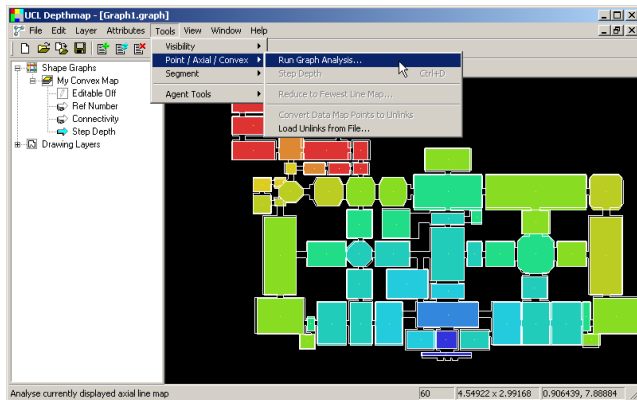 UCL Depthmap - [Graph1.graph]
File Edit Layer Attributes Tools View Window Help
Visibility
Point / Axial / Convex
Segment
Agent Tools
Run Graph Analysis...
Step Depth Ctrl+D
Reduce to Fewest Line Map...
Convert Data Map Points to Unlinks
Load Unlinks from File...
Shape Graphs
My Convex Map
Editable Off
Ref Number
Connectivity
Step Depth
Drawing Layers
Analyse currently displayed axial line map
60 4.54922 x 2.99168 0.906439, 7.88884